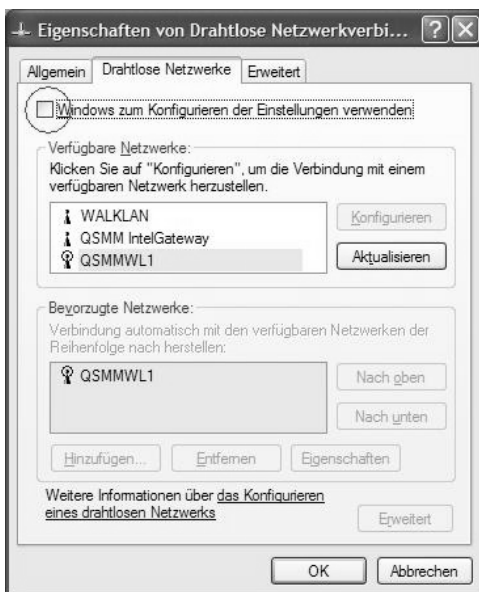 Eigenschaften von Drahtlose Netzwerkverbi...
Allgemein Drahtlose Netzwerke Erweitert
Windows zum Konfigurieren der Einstellungen verwenden
Verfügbare Netzwerke:
Klicken Sie auf "Konfigurieren", um die Verbindung mit einem
verfügbaren Netzwerk herzustellen.
WALKLAN
QSMM IntelGateway
QSMMWL1
Konfigurieren
Aktualisieren
Bevorzugte Netzwerke:
Verbindung automatisch mit den verfügbaren Netzwerken der
Reihenfolge nach herstellen:
QSMMWL1
Nach oben
Nach unten
Hinzufügen... Entfernen Eigenschaften
Weitere Informationen über das Konfigurieren
eines drahtlosen Netzwerks
Erweitert
OK Abbrechen